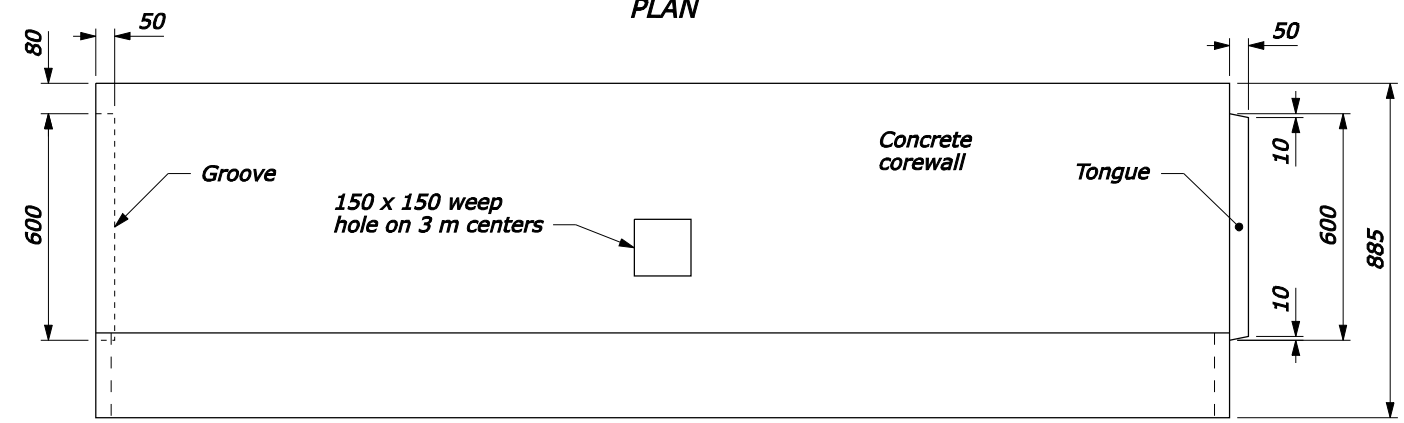 PLAN
50
50
80
Concrete
corewall
Groove
Tongue
10
150 x 150 weep
hole on 3 m centers
600
600
885
10